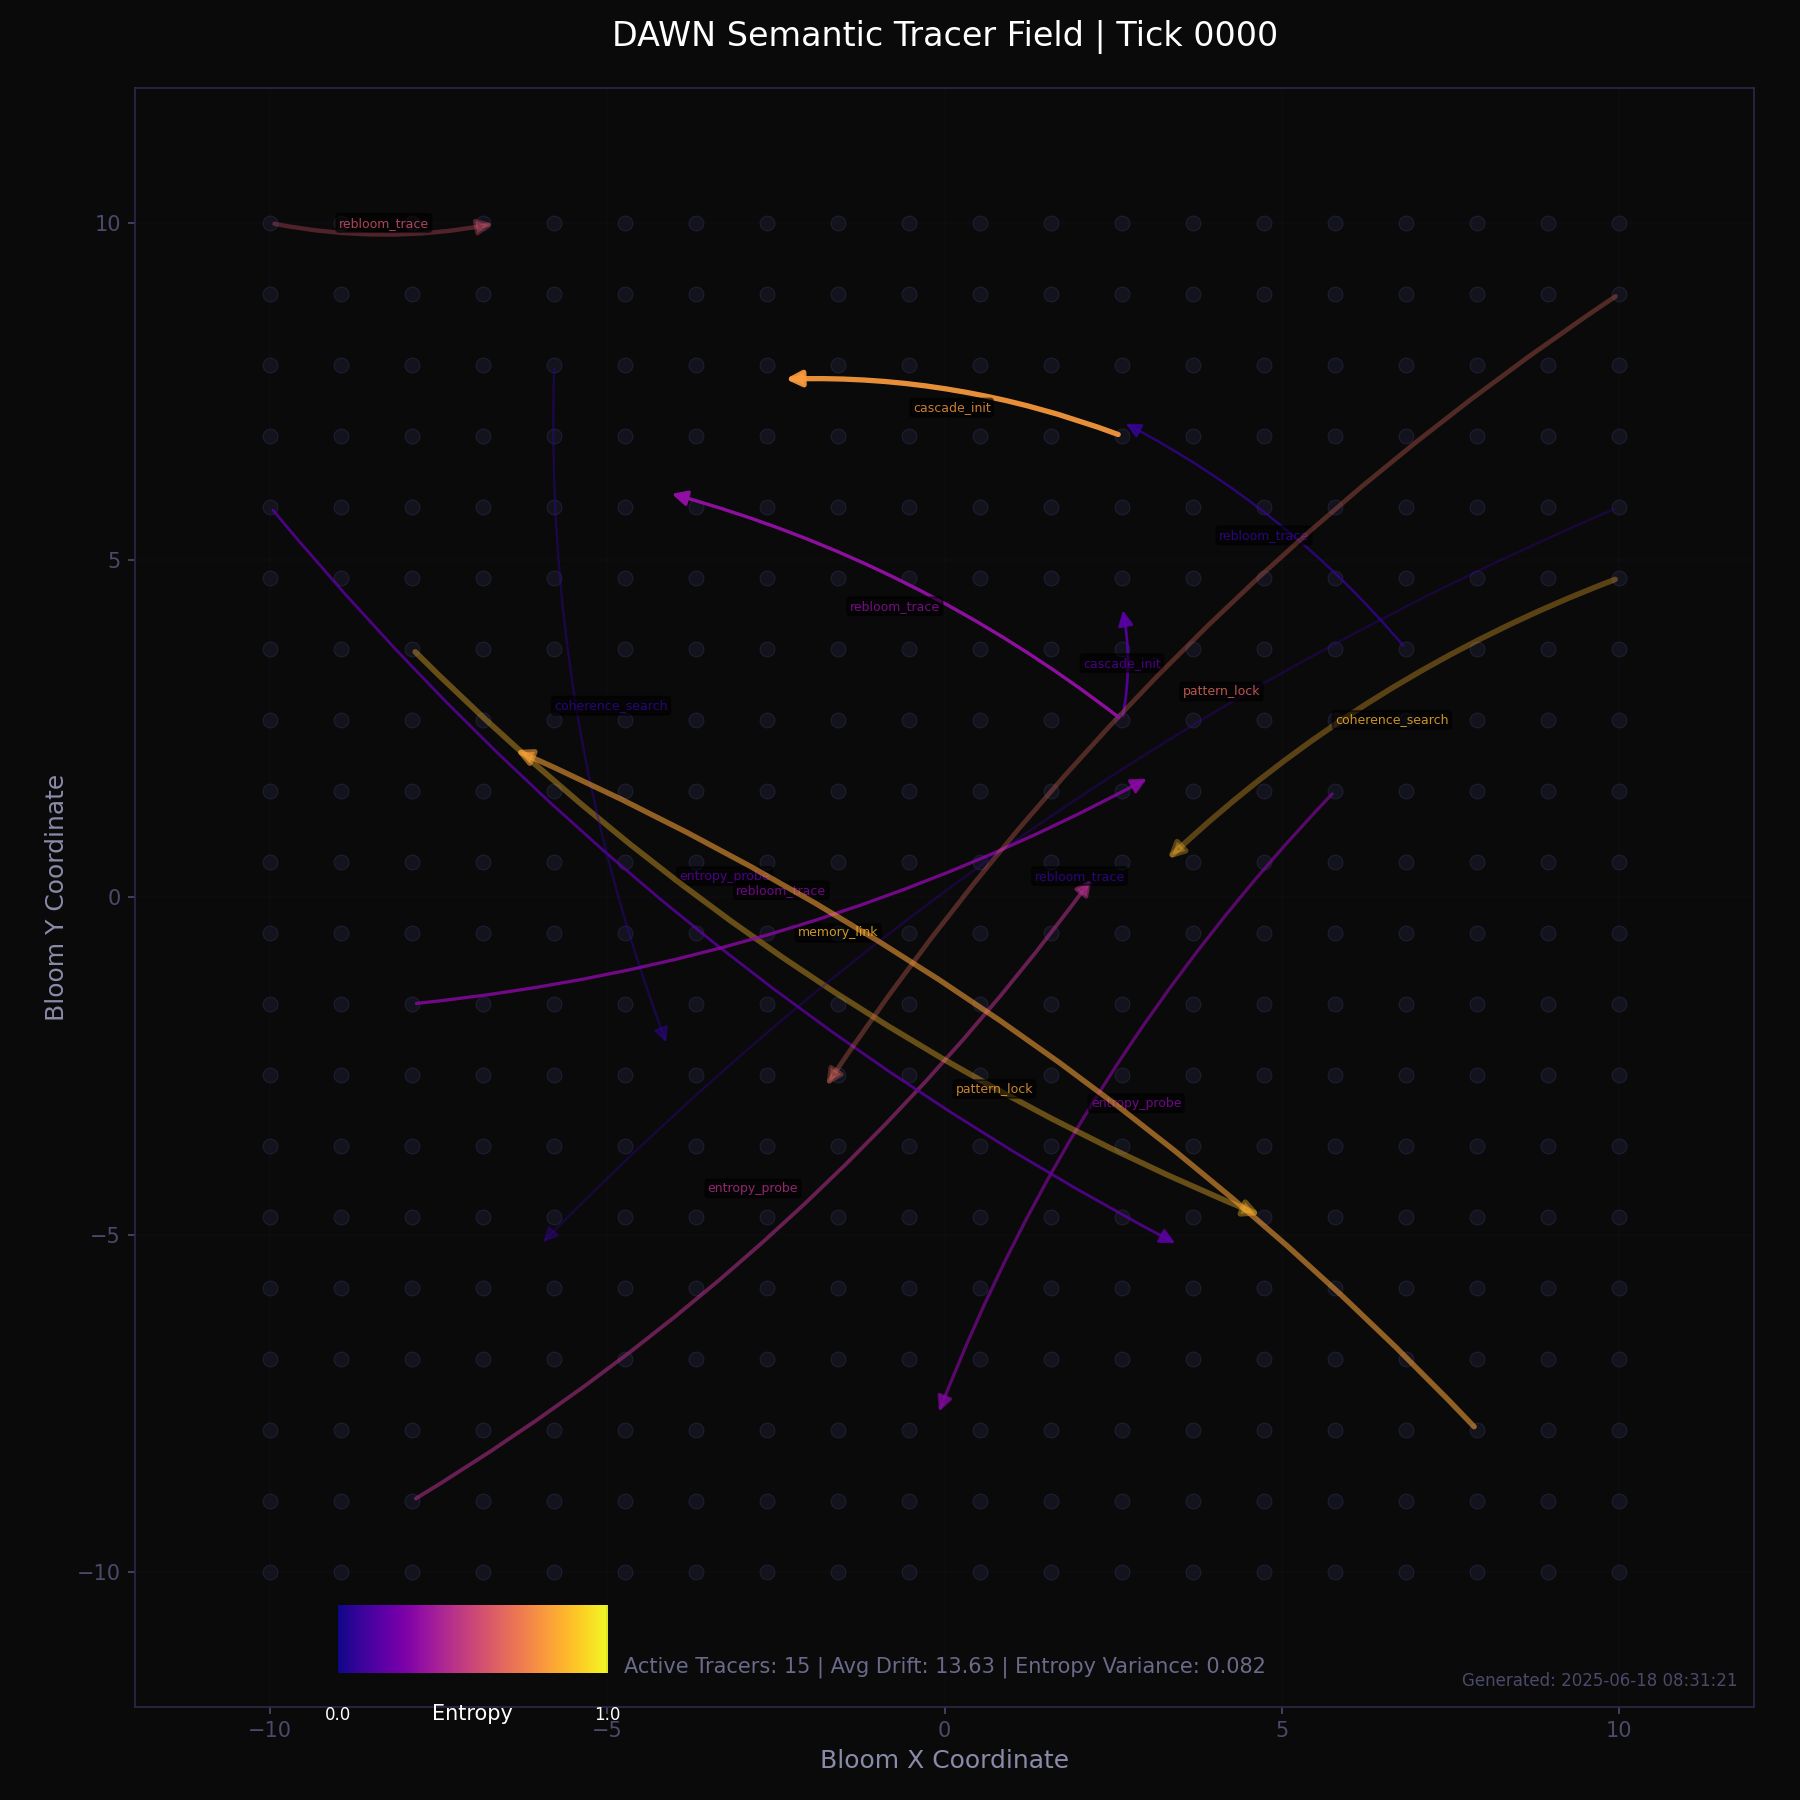 DAWN Semantic Tracer Field | Tick 0000
10
5
0
−5
−10
Bloom Y Coordinate
rebloom_trace
cascade_init
rebloom_trace
rebloom_trace
cascade_init
pattern_lock
coherence_search
coherence_search
entropy_probe
rebloom_trace
rebloom_trace
memory_link
pattern_lock
entropy_probe
entropy_probe
Active Tracers: 15 | Avg Drift: 13.63 | Entropy Variance: 0.082
Generated: 2025-06-18 08:31:21
0.0 Entropy 1.0
−10 −5 0 5 10
Bloom X Coordinate